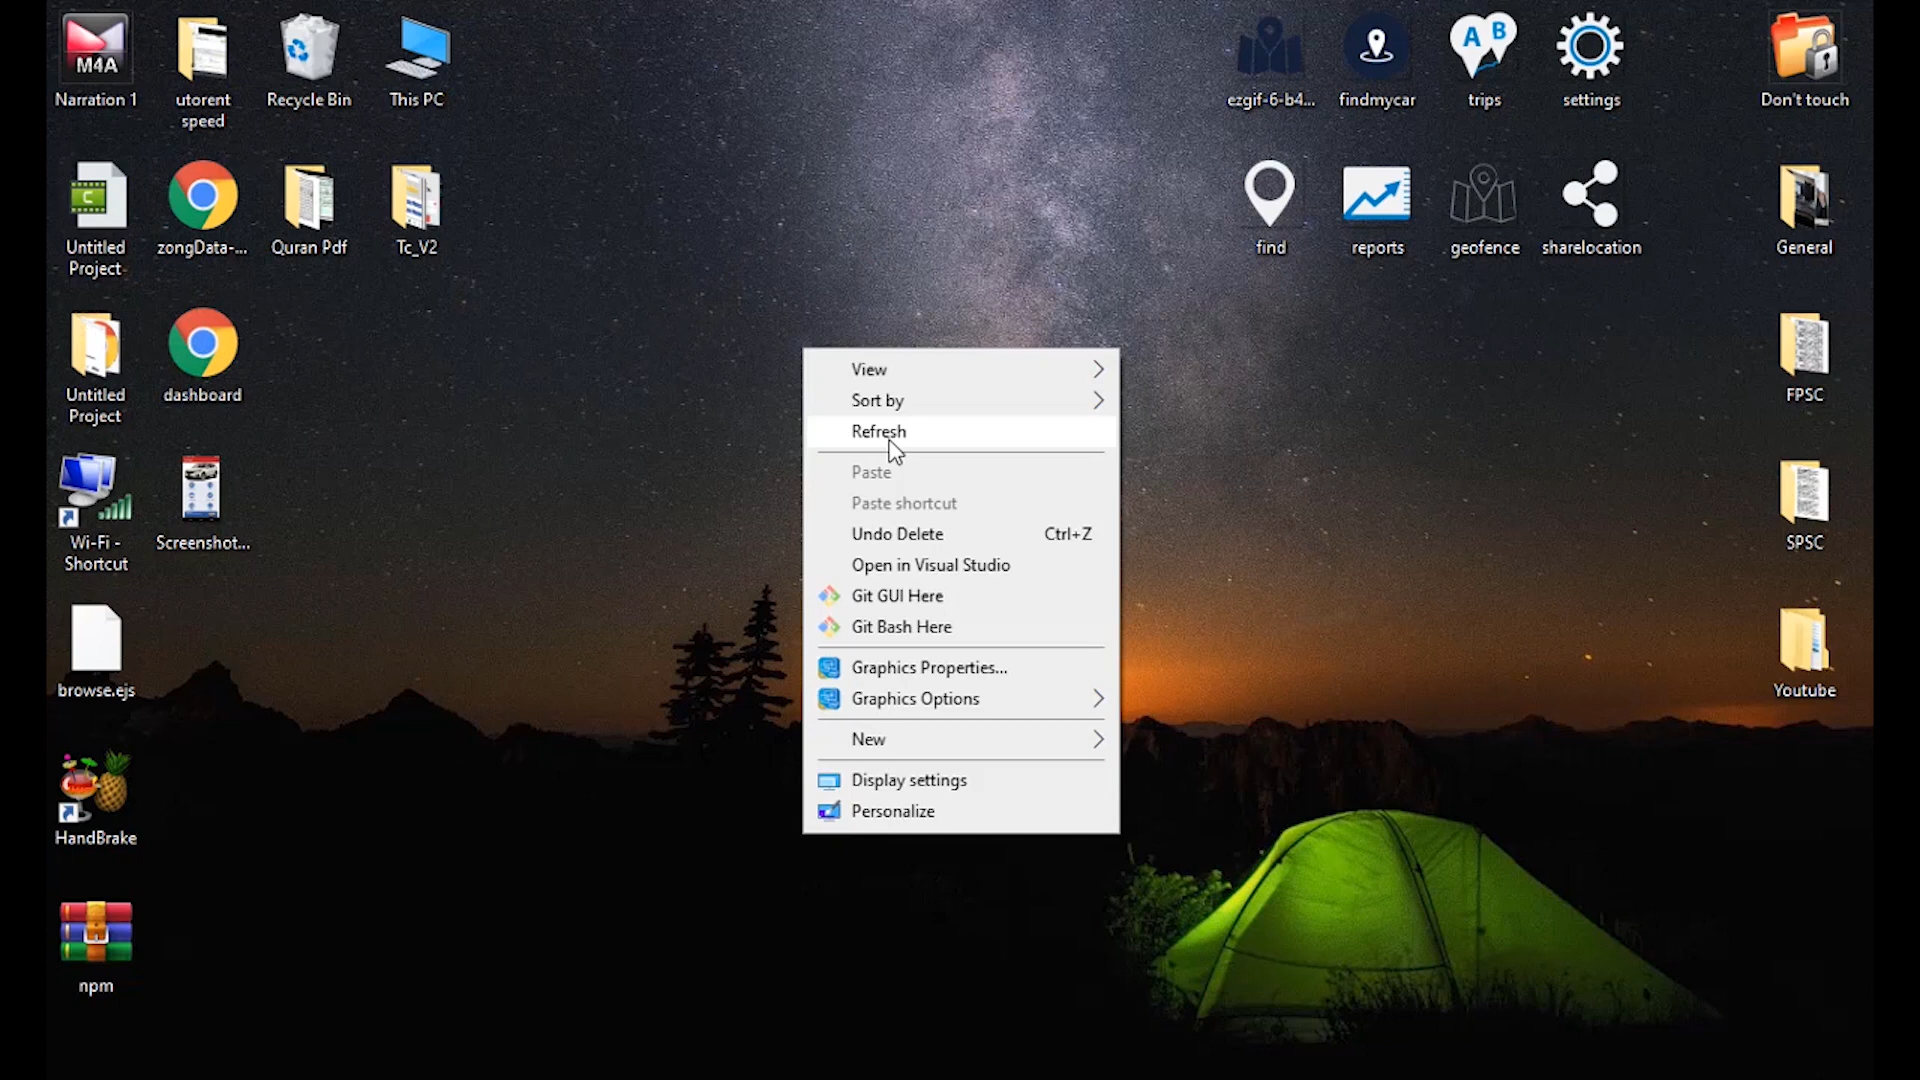 M4A
Narration 1
utorent
speed
Recycle Bin
This PC
ezgif-6-b4...
findmycar
A B
trips
settings
Don't touch
C
Untitled
Project
zongData-...
Quran Pdf
Tc_V2
find
reports
geofence
sharelocation
General
Untitled
Project
dashboard
FPSC
Wi-Fi -
Shortcut
Screenshot...
SPSC
browse.ejs
Youtube
HandBrake
npm
View
Sort by
Refresh
Paste
Paste shortcut
Undo Delete Ctrl+Z
Open in Visual Studio
Git GUI Here
Git Bash Here
Graphics Properties...
Graphics Options
New
Display settings
Personalize